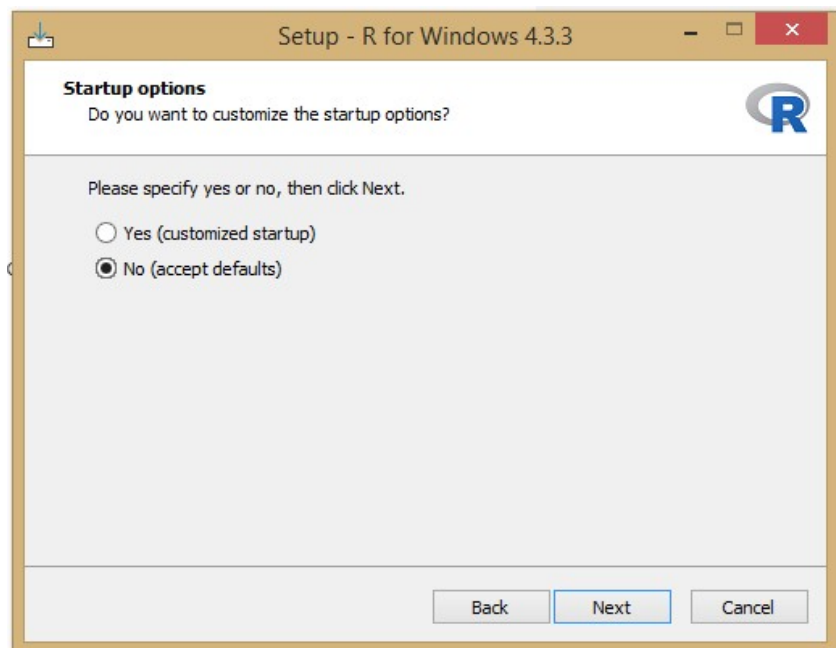 Setup - R for Windows 4.3.3
Startup options
Do you want to customize the startup options?
R
Please specify yes or no, then click Next.
Yes (customized startup)
No (accept defaults)
Back Next Cancel